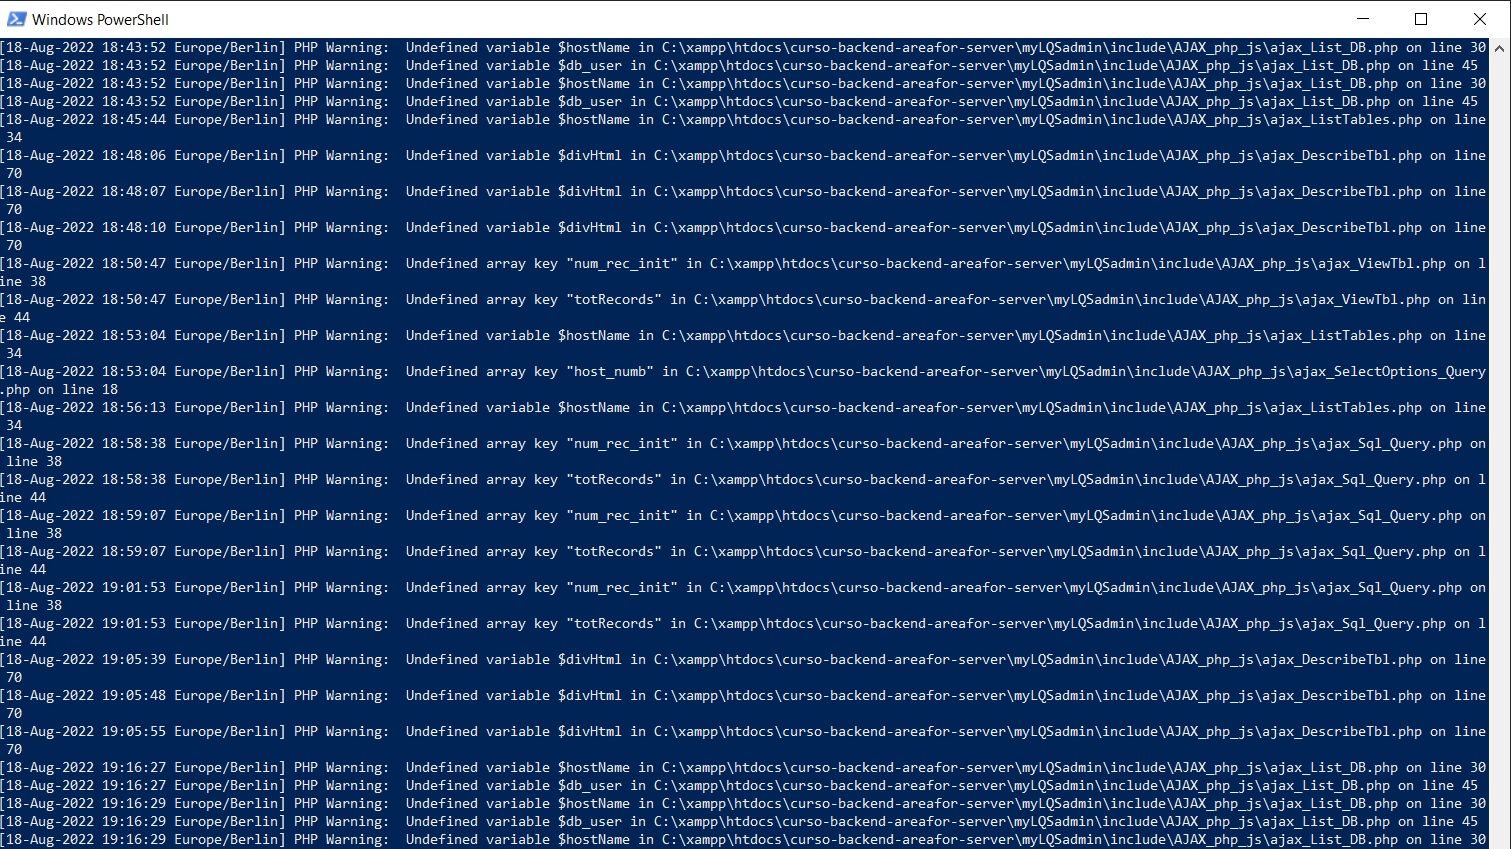 Windows PowerShell
[18-Aug-2022 18:43:52 Europe/Berlin] PHP Warning:  Undefined variable $hostName in C:\xampp\htdocs\curso-backend-areafor-server\myLQSadmin\include\AJAX_php_js\ajax_List_DB.php on line 30
[18-Aug-2022 18:43:52 Europe/Berlin] PHP Warning:  Undefined variable $db_user in C:\xampp\htdocs\curso-backend-areafor-server\myLQSadmin\include\AJAX_php_js\ajax_List_DB.php on line 45
[18-Aug-2022 18:43:52 Europe/Berlin] PHP Warning:  Undefined variable $hostName in C:\xampp\htdocs\curso-backend-areafor-server\myLQSadmin\include\AJAX_php_js\ajax_List_DB.php on line 30
[18-Aug-2022 18:43:52 Europe/Berlin] PHP Warning:  Undefined variable $db_user in C:\xampp\htdocs\curso-backend-areafor-server\myLQSadmin\include\AJAX_php_js\ajax_List_DB.php on line 45
[18-Aug-2022 18:45:44 Europe/Berlin] PHP Warning:  Undefined variable $hostName in C:\xampp\htdocs\curso-backend-areafor-server\myLQSadmin\include\AJAX_php_js\ajax_ListTables.php on line
 34
[18-Aug-2022 18:48:06 Europe/Berlin] PHP Warning:  Undefined variable $divHtml in C:\xampp\htdocs\curso-backend-areafor-server\myLQSadmin\include\AJAX_php_js\ajax_DescribeTbl.php on line
 70
[18-Aug-2022 18:48:07 Europe/Berlin] PHP Warning:  Undefined variable $divHtml in C:\xampp\htdocs\curso-backend-areafor-server\myLQSadmin\include\AJAX_php_js\ajax_DescribeTbl.php on line
 70
[18-Aug-2022 18:48:10 Europe/Berlin] PHP Warning:  Undefined variable $divHtml in C:\xampp\htdocs\curso-backend-areafor-server\myLQSadmin\include\AJAX_php_js\ajax_DescribeTbl.php on line
 70
[18-Aug-2022 18:50:47 Europe/Berlin] PHP Warning:  Undefined array key "num_rec_init" in C:\xampp\htdocs\curso-backend-areafor-server\myLQSadmin\include\AJAX_php_js\ajax_ViewTbl.php on l
ine 38
[18-Aug-2022 18:50:47 Europe/Berlin] PHP Warning:  Undefined array key "totRecords" in C:\xampp\htdocs\curso-backend-areafor-server\myLQSadmin\include\AJAX_php_js\ajax_ViewTbl.php on lin
e 44
[18-Aug-2022 18:53:04 Europe/Berlin] PHP Warning:  Undefined variable $hostName in C:\xampp\htdocs\curso-backend-areafor-server\myLQSadmin\include\AJAX_php_js\ajax_ListTables.php on line
 34
[18-Aug-2022 18:53:04 Europe/Berlin] PHP Warning:  Undefined array key "host_numb" in C:\xampp\htdocs\curso-backend-areafor-server\myLQSadmin\include\AJAX_php_js\ajax_SelectOptions_Query
.php on line 18
[18-Aug-2022 18:56:13 Europe/Berlin] PHP Warning:  Undefined variable $hostName in C:\xampp\htdocs\curso-backend-areafor-server\myLQSadmin\include\AJAX_php_js\ajax_ListTables.php on line
 34
[18-Aug-2022 18:58:38 Europe/Berlin] PHP Warning:  Undefined array key "num_rec_init" in C:\xampp\htdocs\curso-backend-areafor-server\myLQSadmin\include\AJAX_php_js\ajax_Sql_Query.php on
 line 38
[18-Aug-2022 18:58:38 Europe/Berlin] PHP Warning:  Undefined array key "totRecords" in C:\xampp\htdocs\curso-backend-areafor-server\myLQSadmin\include\AJAX_php_js\ajax_Sql_Query.php on l
ine 44
[18-Aug-2022 18:59:07 Europe/Berlin] PHP Warning:  Undefined array key "num_rec_init" in C:\xampp\htdocs\curso-backend-areafor-server\myLQSadmin\include\AJAX_php_js\ajax_Sql_Query.php on
 line 38
[18-Aug-2022 18:59:07 Europe/Berlin] PHP Warning:  Undefined array key "totRecords" in C:\xampp\htdocs\curso-backend-areafor-server\myLQSadmin\include\AJAX_php_js\ajax_Sql_Query.php on l
ine 44
[18-Aug-2022 19:01:53 Europe/Berlin] PHP Warning:  Undefined array key "num_rec_init" in C:\xampp\htdocs\curso-backend-areafor-server\myLQSadmin\include\AJAX_php_js\ajax_Sql_Query.php on
 line 38
[18-Aug-2022 19:01:53 Europe/Berlin] PHP Warning:  Undefined array key "totRecords" in C:\xampp\htdocs\curso-backend-areafor-server\myLQSadmin\include\AJAX_php_js\ajax_Sql_Query.php on l
ine 44
[18-Aug-2022 19:05:39 Europe/Berlin] PHP Warning:  Undefined variable $divHtml in C:\xampp\htdocs\curso-backend-areafor-server\myLQSadmin\include\AJAX_php_js\ajax_DescribeTbl.php on line
 70
[18-Aug-2022 19:05:48 Europe/Berlin] PHP Warning:  Undefined variable $divHtml in C:\xampp\htdocs\curso-backend-areafor-server\myLQSadmin\include\AJAX_php_js\ajax_DescribeTbl.php on line
 70
[18-Aug-2022 19:05:55 Europe/Berlin] PHP Warning:  Undefined variable $divHtml in C:\xampp\htdocs\curso-backend-areafor-server\myLQSadmin\include\AJAX_php_js\ajax_DescribeTbl.php on line
 70
[18-Aug-2022 19:16:27 Europe/Berlin] PHP Warning:  Undefined variable $hostName in C:\xampp\htdocs\curso-backend-areafor-server\myLQSadmin\include\AJAX_php_js\ajax_List_DB.php on line 30
[18-Aug-2022 19:16:27 Europe/Berlin] PHP Warning:  Undefined variable $db_user in C:\xampp\htdocs\curso-backend-areafor-server\myLQSadmin\include\AJAX_php_js\ajax_List_DB.php on line 45
[18-Aug-2022 19:16:29 Europe/Berlin] PHP Warning:  Undefined variable $hostName in C:\xampp\htdocs\curso-backend-areafor-server\myLQSadmin\include\AJAX_php_js\ajax_List_DB.php on line 30
[18-Aug-2022 19:16:29 Europe/Berlin] PHP Warning:  Undefined variable $db_user in C:\xampp\htdocs\curso-backend-areafor-server\myLQSadmin\include\AJAX_php_js\ajax_List_DB.php on line 45
[18-Aug-2022 19:16:29 Europe/Berlin] PHP Warning:  Undefined variable $hostName in C:\xampp\htdocs\curso-backend-areafor-server\myLQSadmin\include\AJAX_php_js\ajax_List_DB.php on line 30